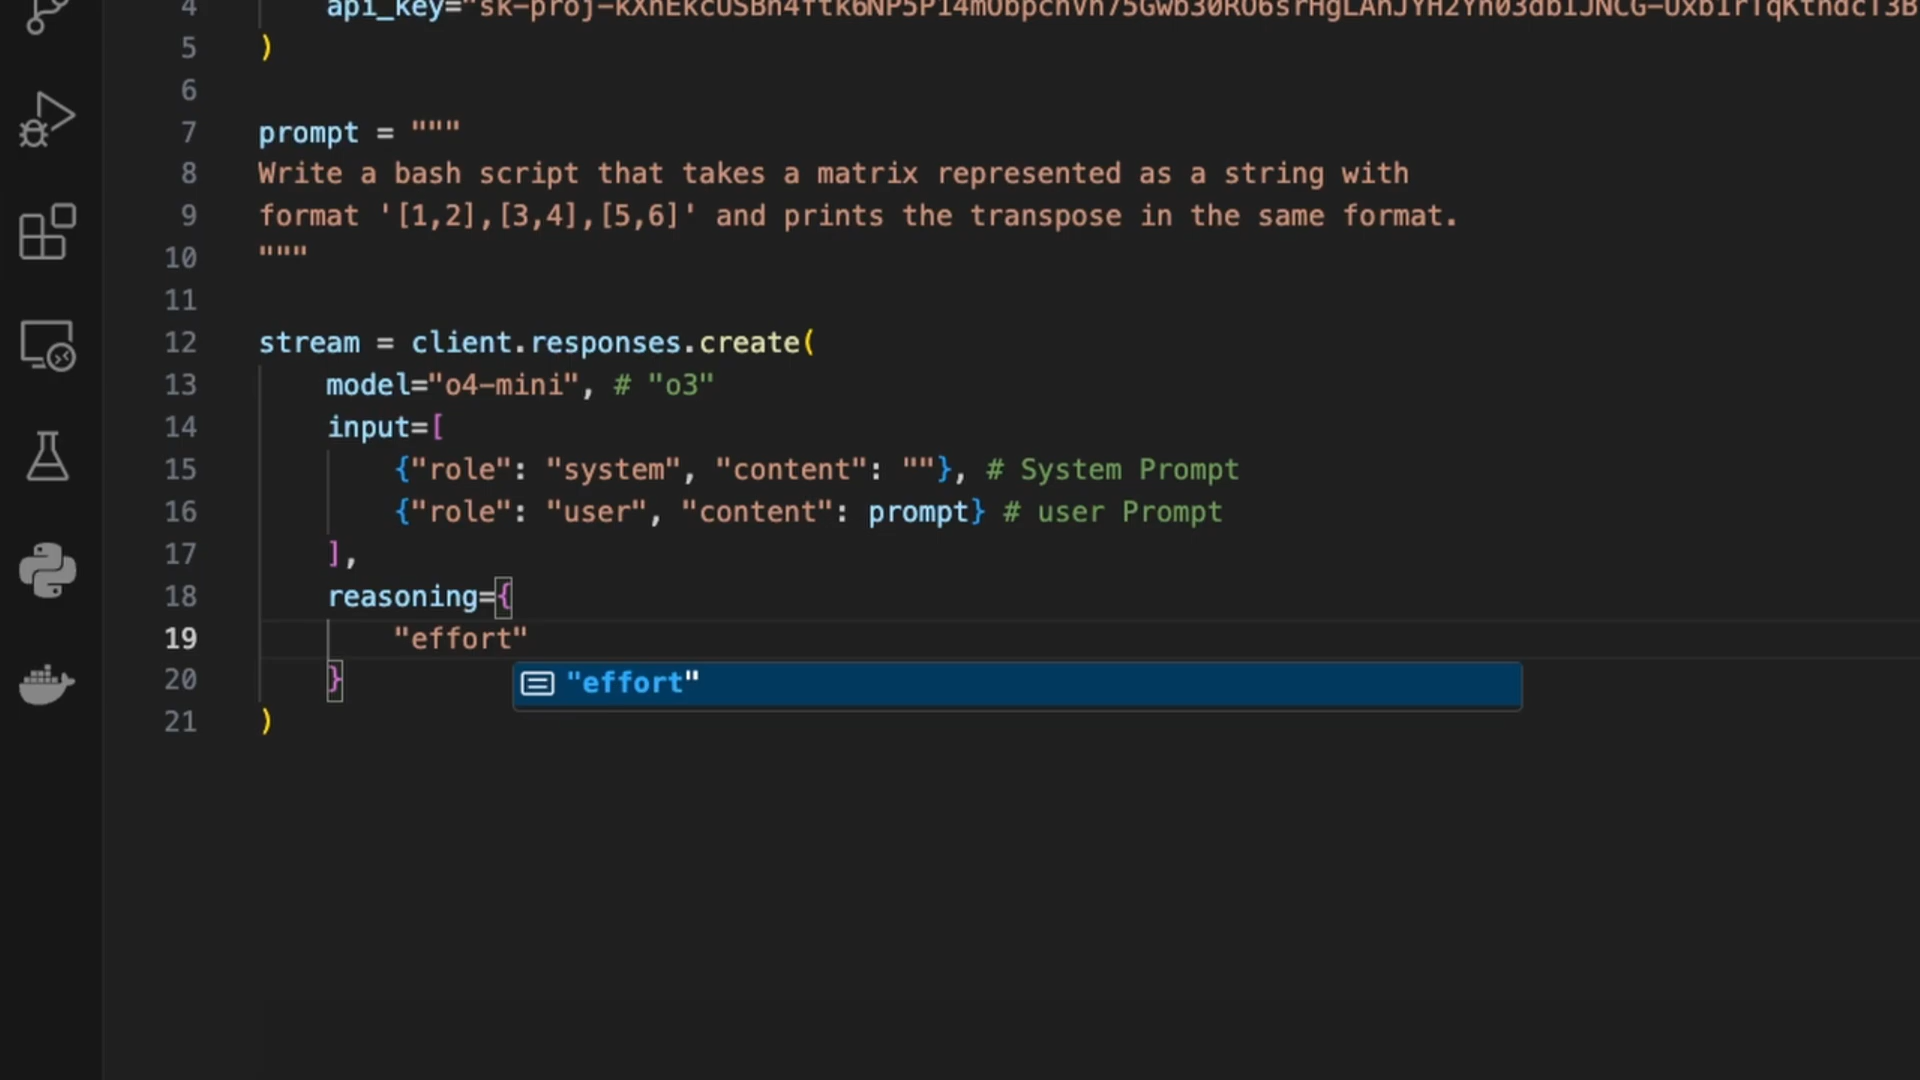 4 api_key="
5 )
6
7 prompt = """
8 Write a bash script that takes a matrix represented as a string with
9 format '[1,2],[3,4],[5,6]' and prints the transpose in the same format.
10 """
11
12 stream = client.responses.create(
13 model="o4-mini", # "o3"
14 input=[
15 {"role": "system", "content": ""}, # System Prompt
16 {"role": "user", "content": prompt} # user Prompt
17 ],
18 reasoning={
19 "effort"
20 }
"effort"
21 )